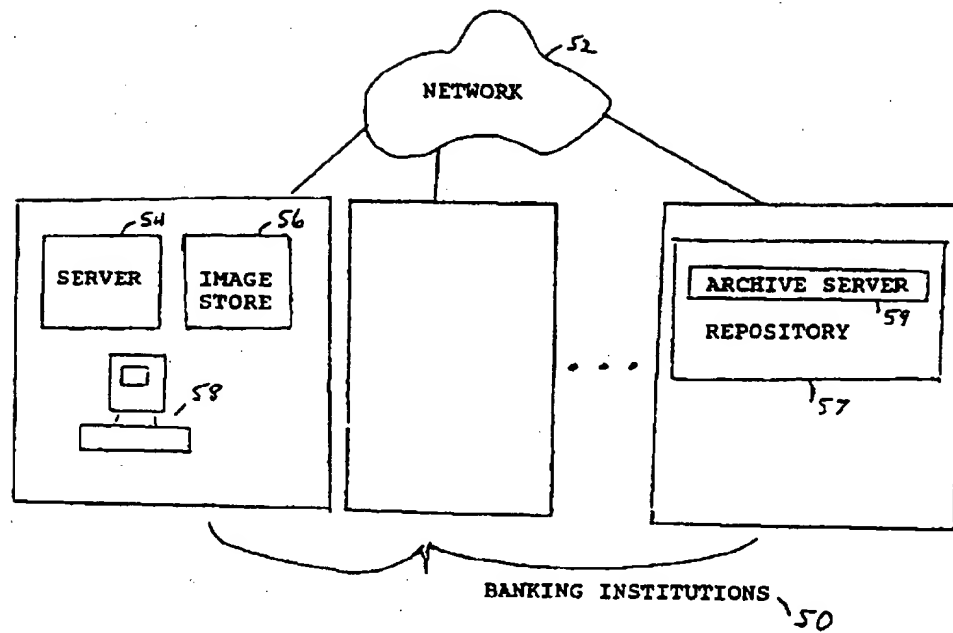 52
NETWORK
54
56
SERVER
IMAGE
STORE
58
ARCHIVE SERVER
59
REPOSITORY
57
BANKING INSTITUTIONS
50